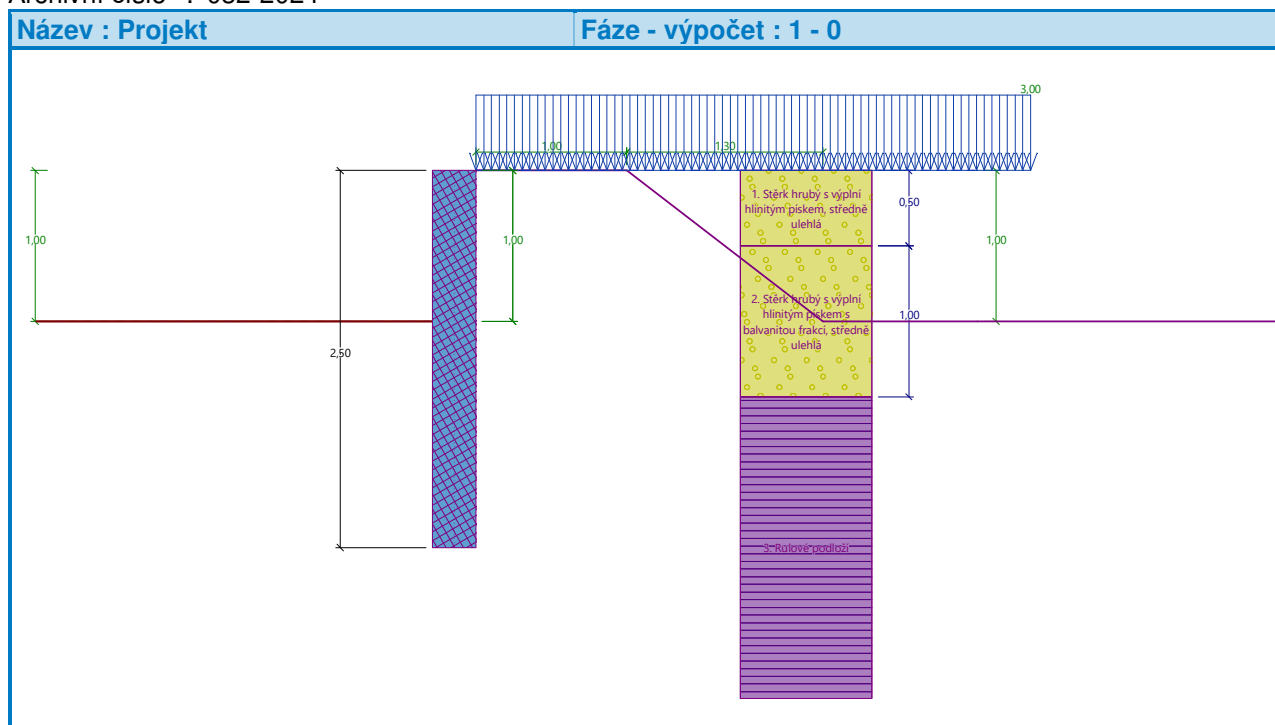 Název : Projekt
Fáze - výpočet : 1 - 0
3,00
1,00
1,30
1. Štěrk hrubý s výplní
hlinitým pískem, středně
ulehlá
0,50
1,00
1,00
1,00
2. Štěrk hrubý s výplní
hlinitým pískem s
balvanitou frakcí, středně
ulehlá
1,00
2,50
3. Rulové podloží